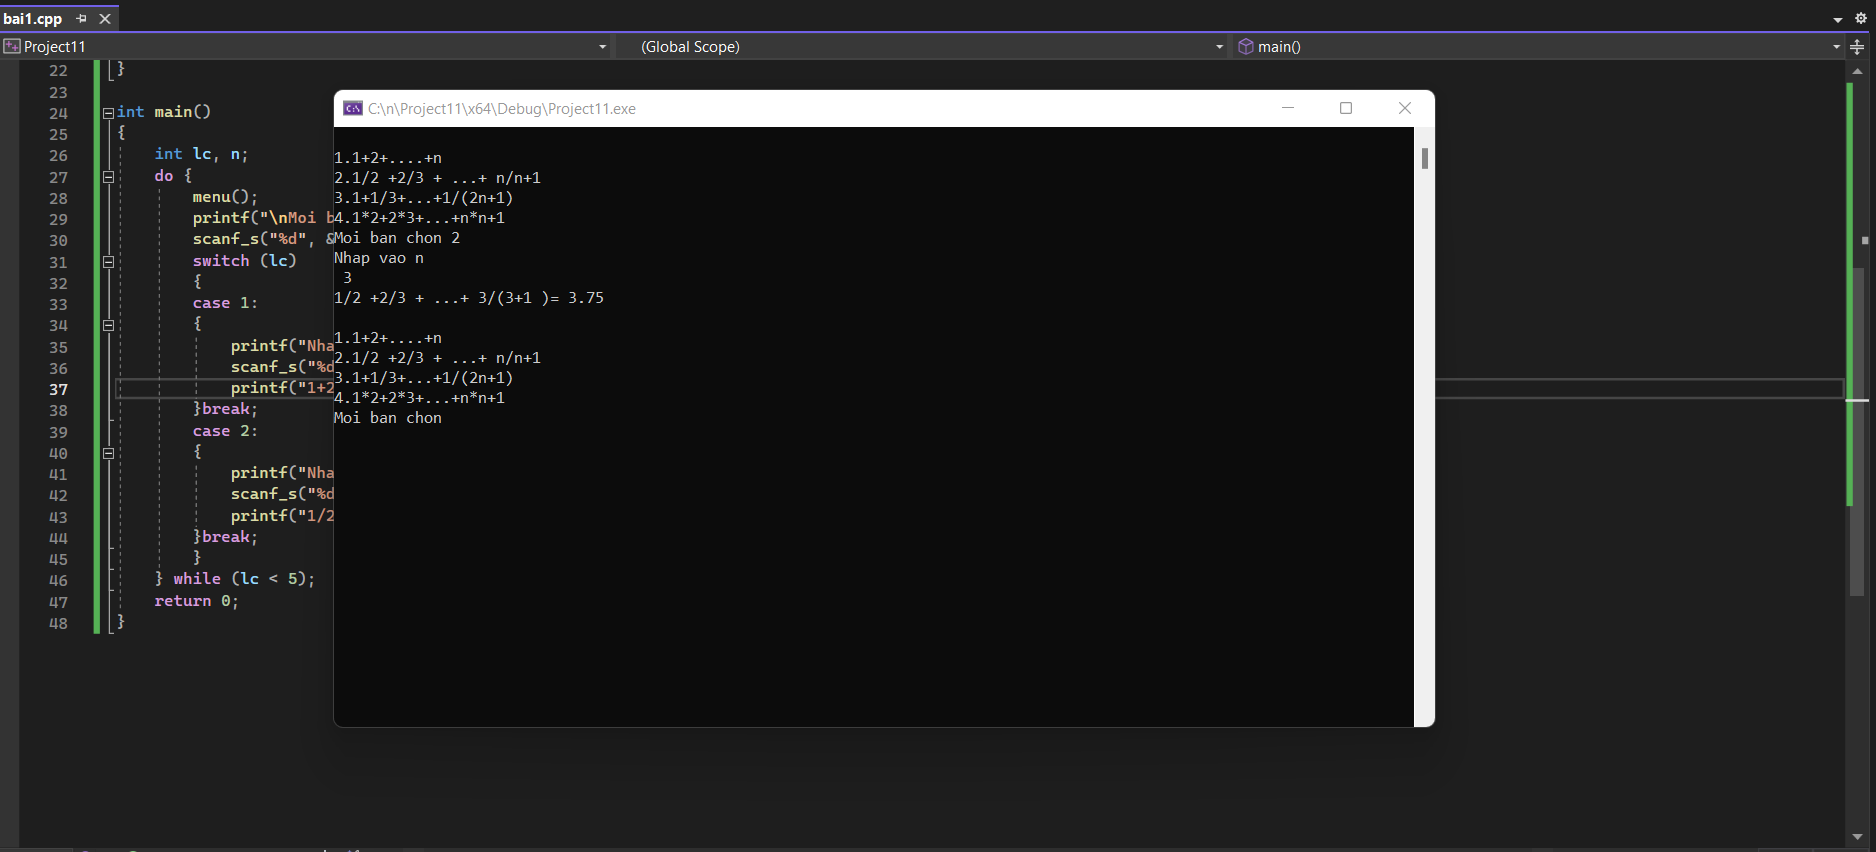 bai1.cpp
Project11
(Global Scope)
main()
22 }
23
24 int main()
25 {
26 int lc, n;
27 do {
28 menu();
29 printf("\nMoi b
30 scanf_s("%d", &
31 switch (lc)
32 {
33 case 1:
34 {
35 printf("Nha
36 scanf_s("%d
37 printf("1+2
38 }break;
39 case 2:
40 {
41 printf("Nha
42 scanf_s("%d
43 printf("1/2
44 }break;
45 }
46 } while (lc < 5);
47 return 0;
48 }
C:\n\Project11\x64\Debug\Project11.exe
1.1+2+....+n
2.1/2 +2/3 + ...+ n/n+1
3.1+1/3+...+1/(2n+1)
4.1*2+2*3+...+n*n+1
Moi ban chon 2
Nhap vao n
3
1/2 +2/3 + ...+ 3/(3+1 )= 3.75
1.1+2+....+n
2.1/2 +2/3 + ...+ n/n+1
3.1+1/3+...+1/(2n+1)
4.1*2+2*3+...+n*n+1
Moi ban chon